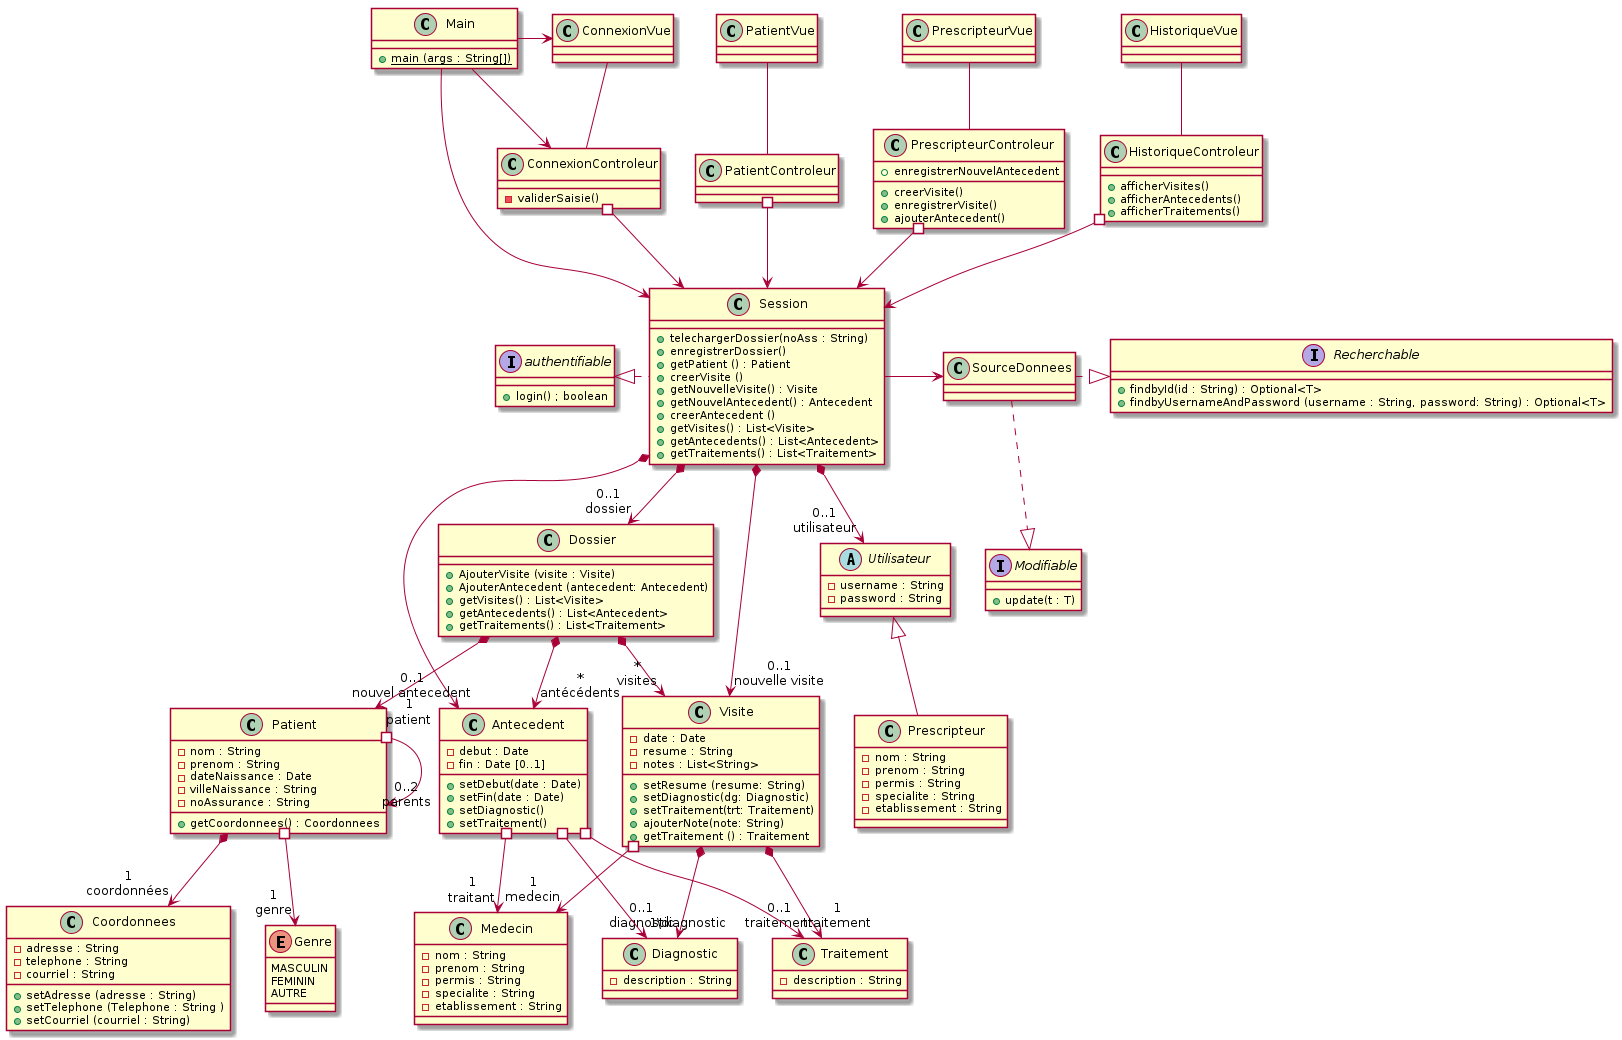 Main
main (args : String[])
ConnexionVue
PatientVue
PrescripteurVue
HistoriqueVue
ConnexionControleur
validerSaisie()
PatientControleur
PrescripteurControleur
enregistrerNouvelAntecedent
creerVisite()
enregistrerVisite()
ajouterAntecedent()
HistoriqueControleur
afficherVisites()
afficherAntecedents()
afficherTraitements()
authentifiable
login() ; boolean
Session
telechargerDossier(noAss : String)
enregistrerDossier()
getPatient () : Patient
creerVisite ()
getNouvelleVisite() : Visite
getNouvelAntecedent() : Antecedent
creerAntecedent ()
getVisites() : List<Visite>
getAntecedents() : List<Antecedent>
getTraitements() : List<Traitement>
SourceDonnees
Recherchable
findbyId(id : String) : Optional<T>
findbyUsernameAndPassword (username : String, password: String) : Optional<T>
0..1
dossier
0..1
utilisateur
Dossier
AjouterVisite (visite : Visite)
AjouterAntecedent (antecedent: Antecedent)
getVisites() : List<Visite>
getAntecedents() : List<Antecedent>
getTraitements() : List<Traitement>
Utilisateur
username : String
password : String
Modifiable
update(t : T)
0..1
nouvel antecedent
1
patient
*
antécédents
*
visites
0..1
nouvelle visite
Patient
nom : String
prenom : String
dateNaissance : Date
villeNaissance : String
noAssurance : String
getCoordonnees() : Coordonnees
0..2
parents
Antecedent
debut : Date
fin : Date [0..1]
setDebut(date : Date)
setFin(date : Date)
setDiagnostic()
setTraitement()
Visite
date : Date
resume : String
notes : List<String>
setResume (resume: String)
setDiagnostic(dg: Diagnostic)
setTraitement(trt: Traitement)
ajouterNote(note: String)
getTraitement () : Traitement
Prescripteur
nom : String
prenom : String
permis : String
specialite : String
etablissement : String
1
coordonnées
1
genre
1
traitant
1
medecin
0..1
diagnostic
1
diagnostic
0..1
traitement
1
traitement
Coordonnees
adresse : String
telephone : String
courriel : String
setAdresse (adresse : String)
setTelephone (Telephone : String )
setCourriel (courriel : String)
Genre
MASCULIN
FEMININ
AUTRE
Medecin
nom : String
prenom : String
permis : String
specialite : String
etablissement : String
Diagnostic
description : String
Traitement
description : String